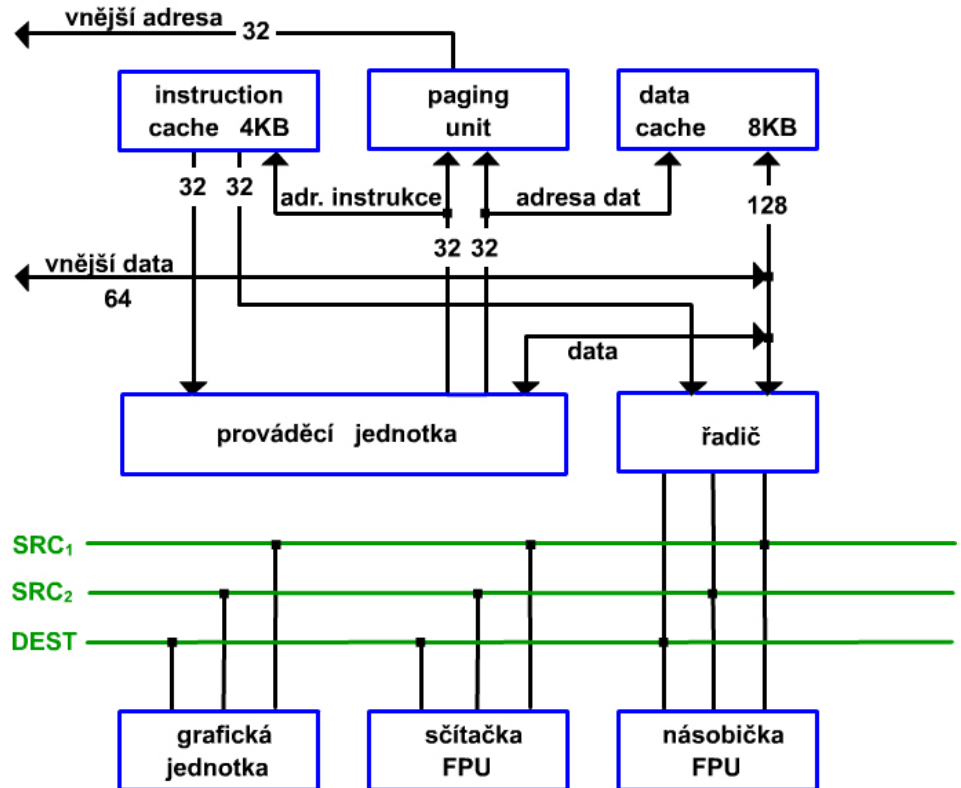 vnější adresa
32
instruction
cache 4KB
paging
unit
data
cache 8KB
32
32
adr. instrukce
adresa dat
128
32
32
vnější data
64
data
prováděcí jednotka
řadič
SRC₁
SRC₂
DEST
grafická
jednotka
sčítačka
FPU
násobička
FPU